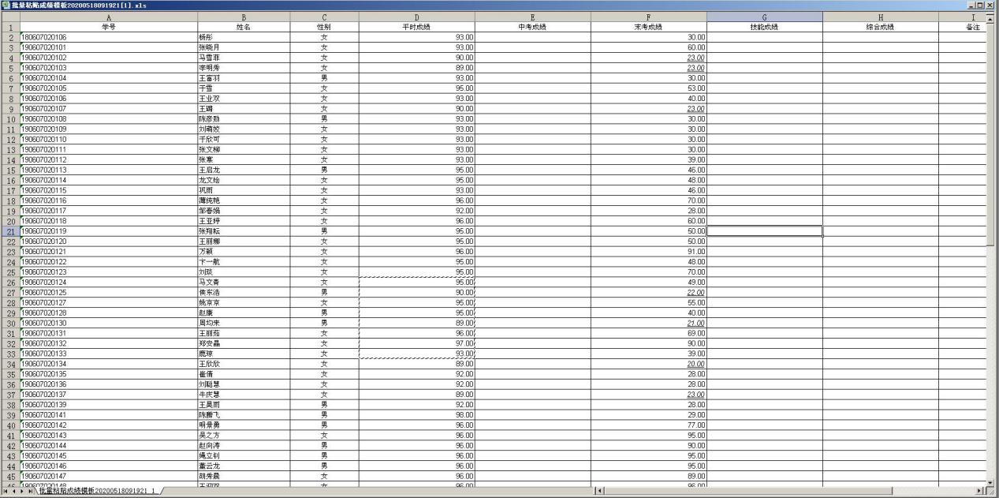 批量粘贴成绩模板20200518091921[1].xls
A B C D E F G H I
1 学号 姓名 性别 平时成绩 中考成绩 末考成绩 技能成绩 综合成绩 备注
2 180607020106 杨彤 女 93.00 30.00
3 190607020101 张晓月 女 93.00 60.00
4 190607020102 马雪菲 女 90.00 23.00
5 190607020103 李明秀 女 89.00 23.00
6 190607020104 王富羽 男 93.00 30.00
7 190607020105 于雪 女 95.00 53.00
8 190607020106 王业双 女 93.00 40.00
9 190607020107 王璐 女 90.00 23.00
10 190607020108 陈彦勋 男 93.00 30.00
11 190607020109 刘萌姣 女 93.00 30.00
12 190607020110 于欣可 女 93.00 30.00
13 190607020111 张文柳 女 93.00 30.00
14 190607020112 张寒 女 93.00 39.00
15 190607020113 王启龙 男 95.00 46.00
16 190607020114 龙文绘 女 95.00 48.00
17 190607020115 巩雨 女 93.00 46.00
18 190607020116 薄纯艳 女 96.00 70.00
19 190607020117 邹春娟 女 92.00 28.00
20 190607020118 王亚婷 女 96.00 60.00
21 190607020119 张翔耘 男 95.00 50.00
22 190607020120 王丽娜 女 95.00 50.00
23 190607020121 万颖 女 96.00 91.00
24 190607020122 卞一航 女 95.00 48.00
25 190607020123 刘琰 女 95.00 70.00
26 190607020124 马文青 女 95.00 49.00
27 190607020125 侯东浩 男 90.00 22.00
28 190607020127 姚京京 女 95.00 55.00
29 190607020128 赵康 男 95.00 40.00
30 190607020130 周均来 男 89.00 21.00
31 190607020131 王丽茹 女 96.00 69.00
32 190607020132 郑安晶 女 97.00 90.00
33 190607020133 鹿琼 女 93.00 39.00
34 190607020134 王欣欣 女 89.00 20.00
35 190607020135 崔倩 女 92.00 28.00
36 190607020136 刘聪慧 女 92.00 28.00
37 190607020137 牛庆慧 女 89.00 23.00
38 190607020139 王昊雨 男 92.00 28.00
39 190607020141 陈腾飞 男 98.00 29.00
40 190607020142 明景勇 男 96.00 77.00
41 190607020143 吴之方 女 96.00 95.00
42 190607020144 赵向涛 男 96.00 90.00
43 190607020145 绳立钊 男 96.00 95.00
44 190607020146 董云龙 男 96.00 95.00
45 190607020147 胡秀晨 女 96.00 89.00
46 190607020148 女 96.00 96.00
批量粘贴成绩模板20200518091921_1_